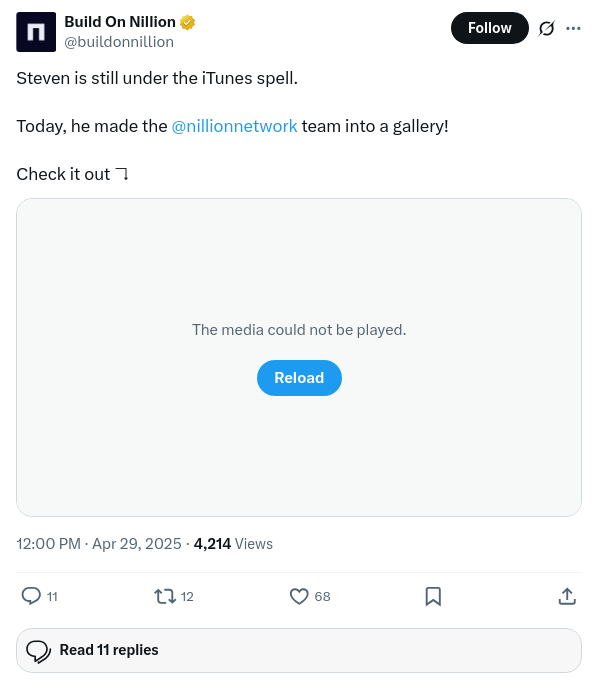 Build On Nillion
@buildonnillion
Follow
Steven is still under the iTunes spell.
Today, he made the @nillionnetwork team into a gallery!
Check it out ⤵
The media could not be played.
Reload
12:00 PM · Apr 29, 2025 · 4,214 Views
11
12
68
Read 11 replies